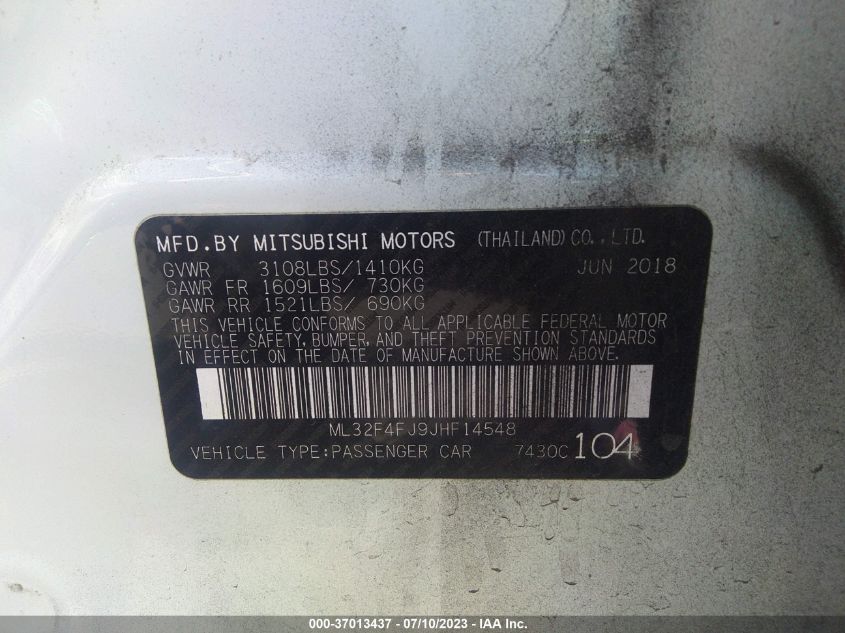 MFD.BY MITSUBISHI MOTORS (THAILAND) CO.,LTD.
GVWR 3108LBS/1410KG JUN 2018
GAWR FR 1609LBS/ 730KG
GAWR RR 1521LBS/ 690KG
THIS VEHICLE CONFORMS TO ALL APPLICABLE FEDERAL MOTOR
VEHICLE SAFETY, BUMPER, AND THEFT PREVENTION STANDARDS
IN EFFECT ON THE DATE OF MANUFACTURE SHOWN ABOVE.
ML32F4FJ9JHF14548
VEHICLE TYPE:PASSENGER CAR 7430C 104
000-37013437 - 07/10/2023 - IAA Inc.